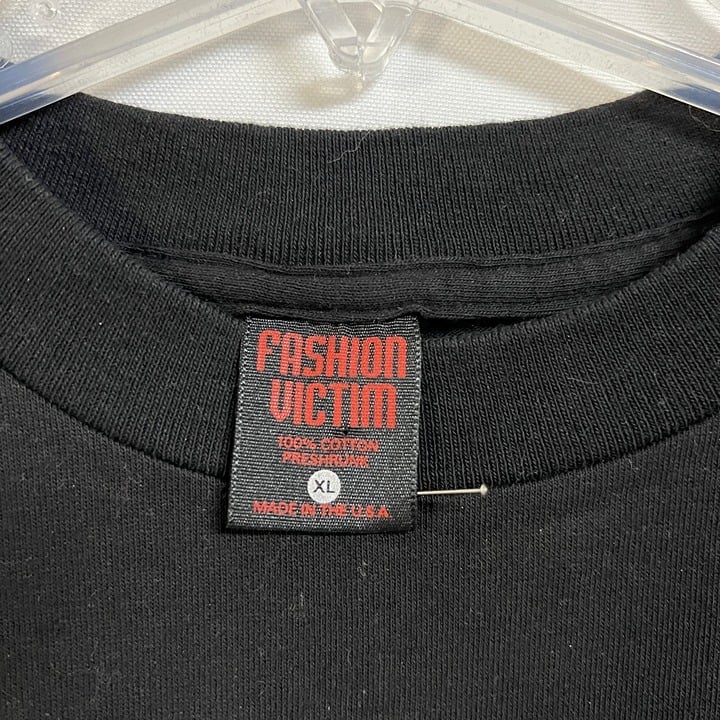 FASHION
VICTIM
100% COTTON
PRESHRUNK
XL
MADE IN THE U.S.A.